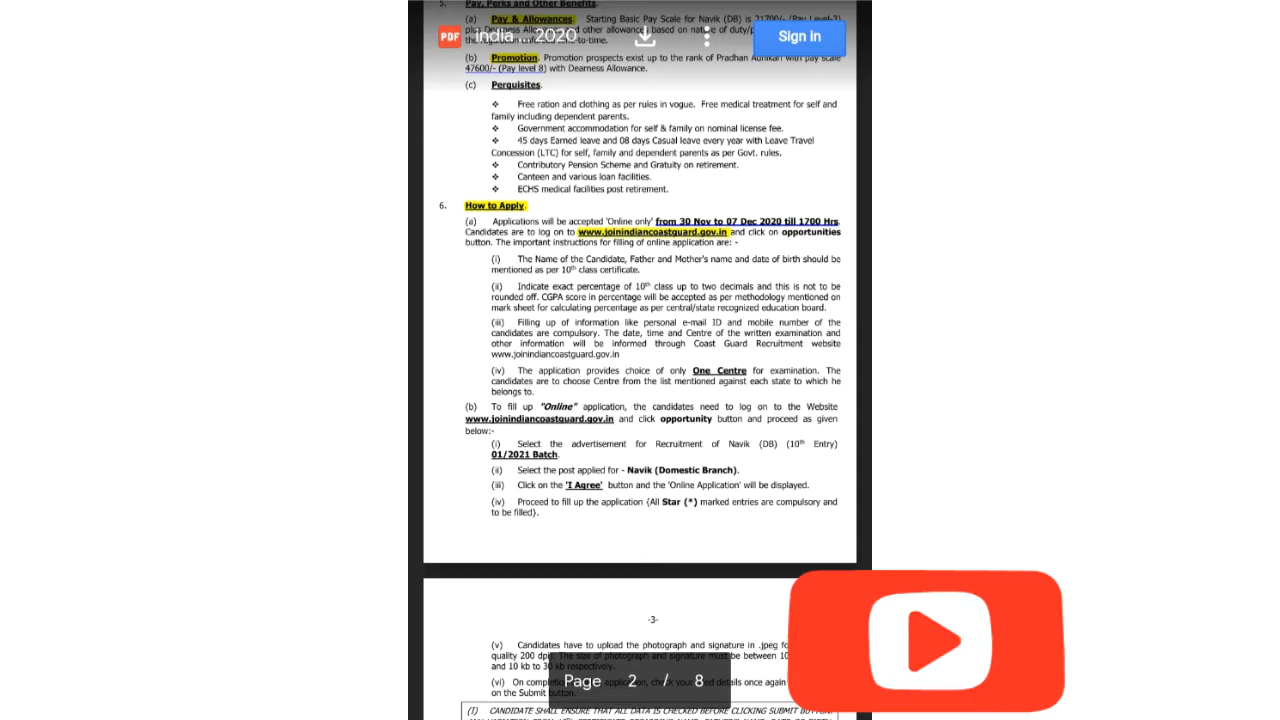 5. Pay, Perks and Other Benefits.
(a) Pay & Allowances. Starting Basic Pay Scale for Navik (DB) is 21700/- (Pay Level-3)
plus Dearness and other allowance based on nature of duty/
the time-to-time.
PDF india ... 2020 Sign in
(b) Promotion. Promotion prospects exist up to the rank of Pradhan Adhikari with pay scale
47600/- (Pay level 8) with Dearness Allowance.
(c) Perquisites.
❖ Free ration and clothing as per rules in vogue. Free medical treatment for self and
family including dependent parents.
❖ Government accommodation for self & family on nominal license fee.
❖ 45 days Earned leave and 08 days Casual leave every year with Leave Travel
Concession (LTC) for self, family and dependent parents as per Govt. rules.
❖ Contributory Pension Scheme and Gratuity on retirement.
❖ Canteen and various loan facilities.
❖ ECHS medical facilities post retirement.
6. How to Apply.
(a) Applications will be accepted 'Online only' from 30 Nov to 07 Dec 2020 till 1700 Hrs.
Candidates are to log on to www.joinindiancoastguard.gov.in and click on opportunities
button. The important instructions for filling of online application are: -
(i) The Name of the Candidate, Father and Mother's name and date of birth should be
mentioned as per 10th class certificate.
(ii) Indicate exact percentage of 10th class up to two decimals and this is not to be
rounded off. CGPA score in percentage will be accepted as per methodology mentioned on
mark sheet for calculating percentage as per central/state recognized education board.
(iii) Filling up of information like personal e-mail ID and mobile number of the
candidates are compulsory. The date, time and Centre of the written examination and
other information will be informed through Coast Guard Recruitment website
www.joinindiancoastguard.gov.in
(iv) The application provides choice of only One Centre for examination. The
candidates are to choose Centre from the list mentioned against each state to which he
belongs to.
(b) To fill up "Online" application, the candidates need to log on to the Website
www.joinindiancoastguard.gov.in and click opportunity button and proceed as given
below:-
(i) Select the advertisement for Recruitment of Navik (DB) (10th Entry)
01/2021 Batch.
(ii) Select the post applied for - Navik (Domestic Branch).
(iii) Click on the 'I Agree' button and the 'Online Application' will be displayed.
(iv) Proceed to fill up the application {All Star (*) marked entries are compulsory and
to be filled}.
-3-
(v) Candidates have to upload the photograph and signature in .jpeg
quality 200 dpi. The size of photograph and signature must be between 10
and 10 kb to 30 kb respectively.
(vi) On completion application, check your details once again
on the Submit button.
Page 2 / 8
(1) CANDIDATE SHALL ENSURE THAT ALL DATA IS CHECKED BEFORE CLICKING SUBMIT BUTTON.